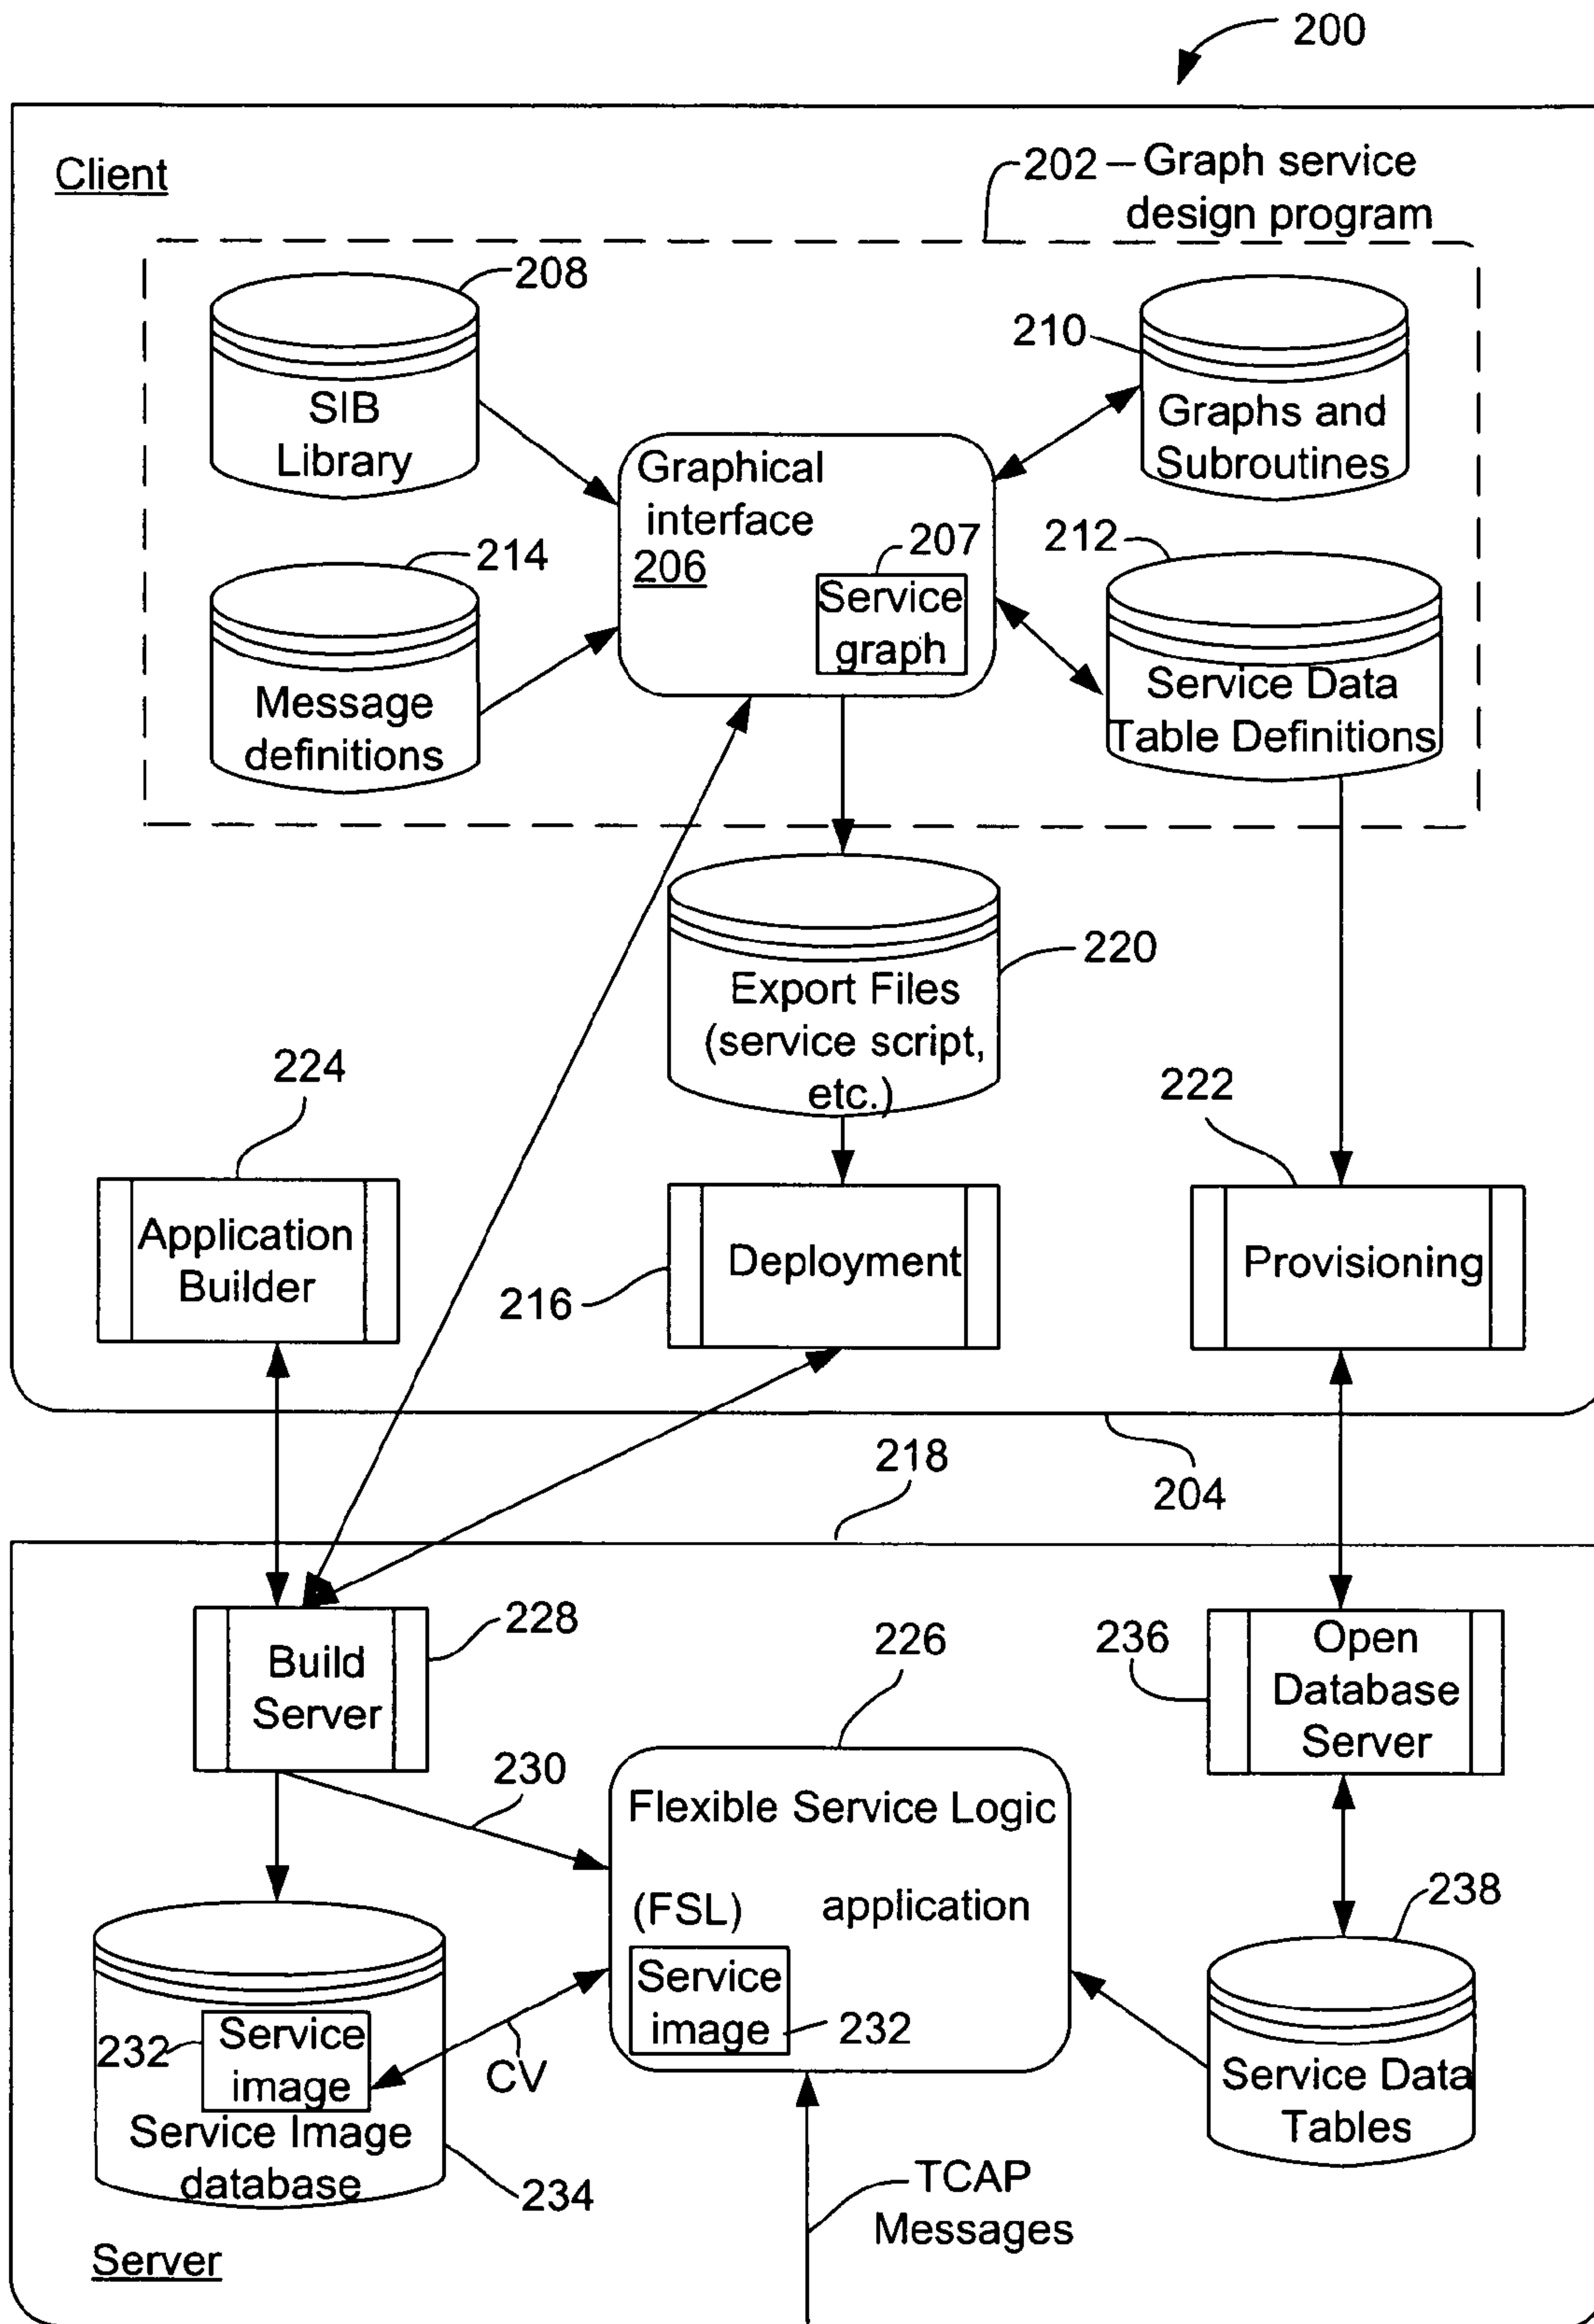 200
Client
202 — Graph service
design program
208
SIB
Library
210
Graphs and
Subroutines
214
Message
definitions
Graphical
interface
206
207
Service
graph
212
Service Data
Table Definitions
220
Export Files
(service script,
etc.)
224
Application
Builder
216
Deployment
222
Provisioning
204
218
228
Build
Server
230
226
Flexible Service Logic
(FSL) application
Service
image
232
236
Open
Database
Server
238
Service Data
Tables
232
Service
image
Service Image
database
234
CV
TCAP
Messages
Server